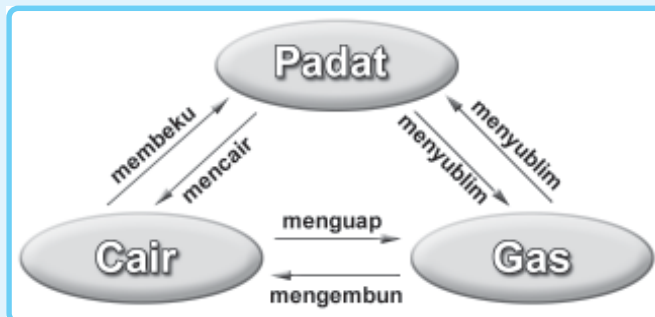 Padat
membeku
mencair
menyublim
menyublim
Cair
menguap
mengembun
Gas